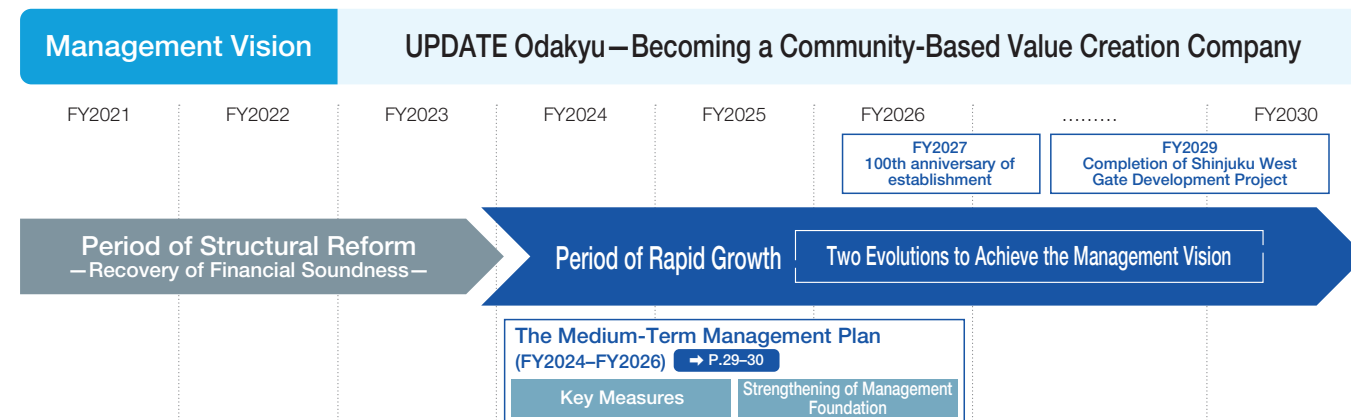 Management Vision
UPDATE Odakyu—Becoming a Community-Based Value Creation Company
FY2021
FY2022
FY2023
FY2024
FY2025
FY2026
………
FY2030
FY2027
100th anniversary of
establishment
FY2029
Completion of Shinjuku West
Gate Development Project
Period of Structural Reform
—Recovery of Financial Soundness—
Period of Rapid Growth
Two Evolutions to Achieve the Management Vision
The Medium-Term Management Plan
(FY2024–FY2026) ➡ P.29–30
Key Measures
Strengthening of Management
Foundation